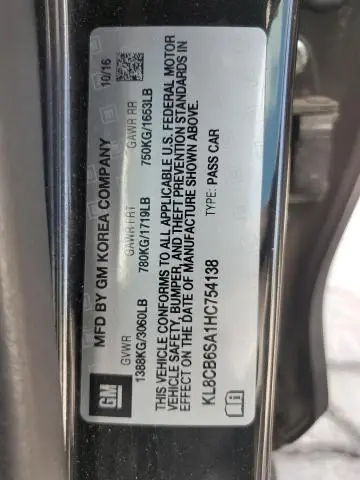 MFD BY GM KOREA COMPANY 10/16
GVWR GAWR FRT GAWR RR
1388KG/3060LB 780KG/1719LB 750KG/1653LB
THIS VEHICLE CONFORMS TO ALL APPLICABLE U.S. FEDERAL MOTOR
VEHICLE SAFETY, BUMPER, AND THEFT PREVENTION STANDARDS IN
EFFECT ON THE DATE OF MANUFACTURE SHOWN ABOVE.
KL8CB6SA1HC754138 TYPE: PASS CAR
GM